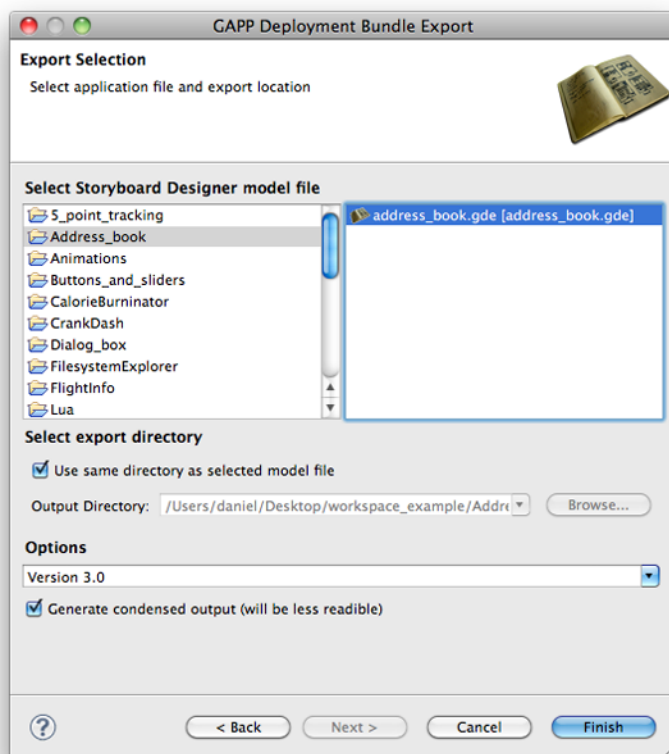 GAPP Deployment Bundle Export
Export Selection
Select application file and export location
Select Storyboard Designer model file
5_point_tracking
Address_book
Animations
Buttons_and_sliders
CalorieBurninator
CrankDash
Dialog_box
FilesystemExplorer
FlightInfo
Lua
address_book.gde [address_book.gde]
Select export directory
Use same directory as selected model file
Output Directory: /Users/daniel/Desktop/workspace_example/Addre Browse...
Options
Version 3.0
Generate condensed output (will be less readible)
? < Back Next > Cancel Finish